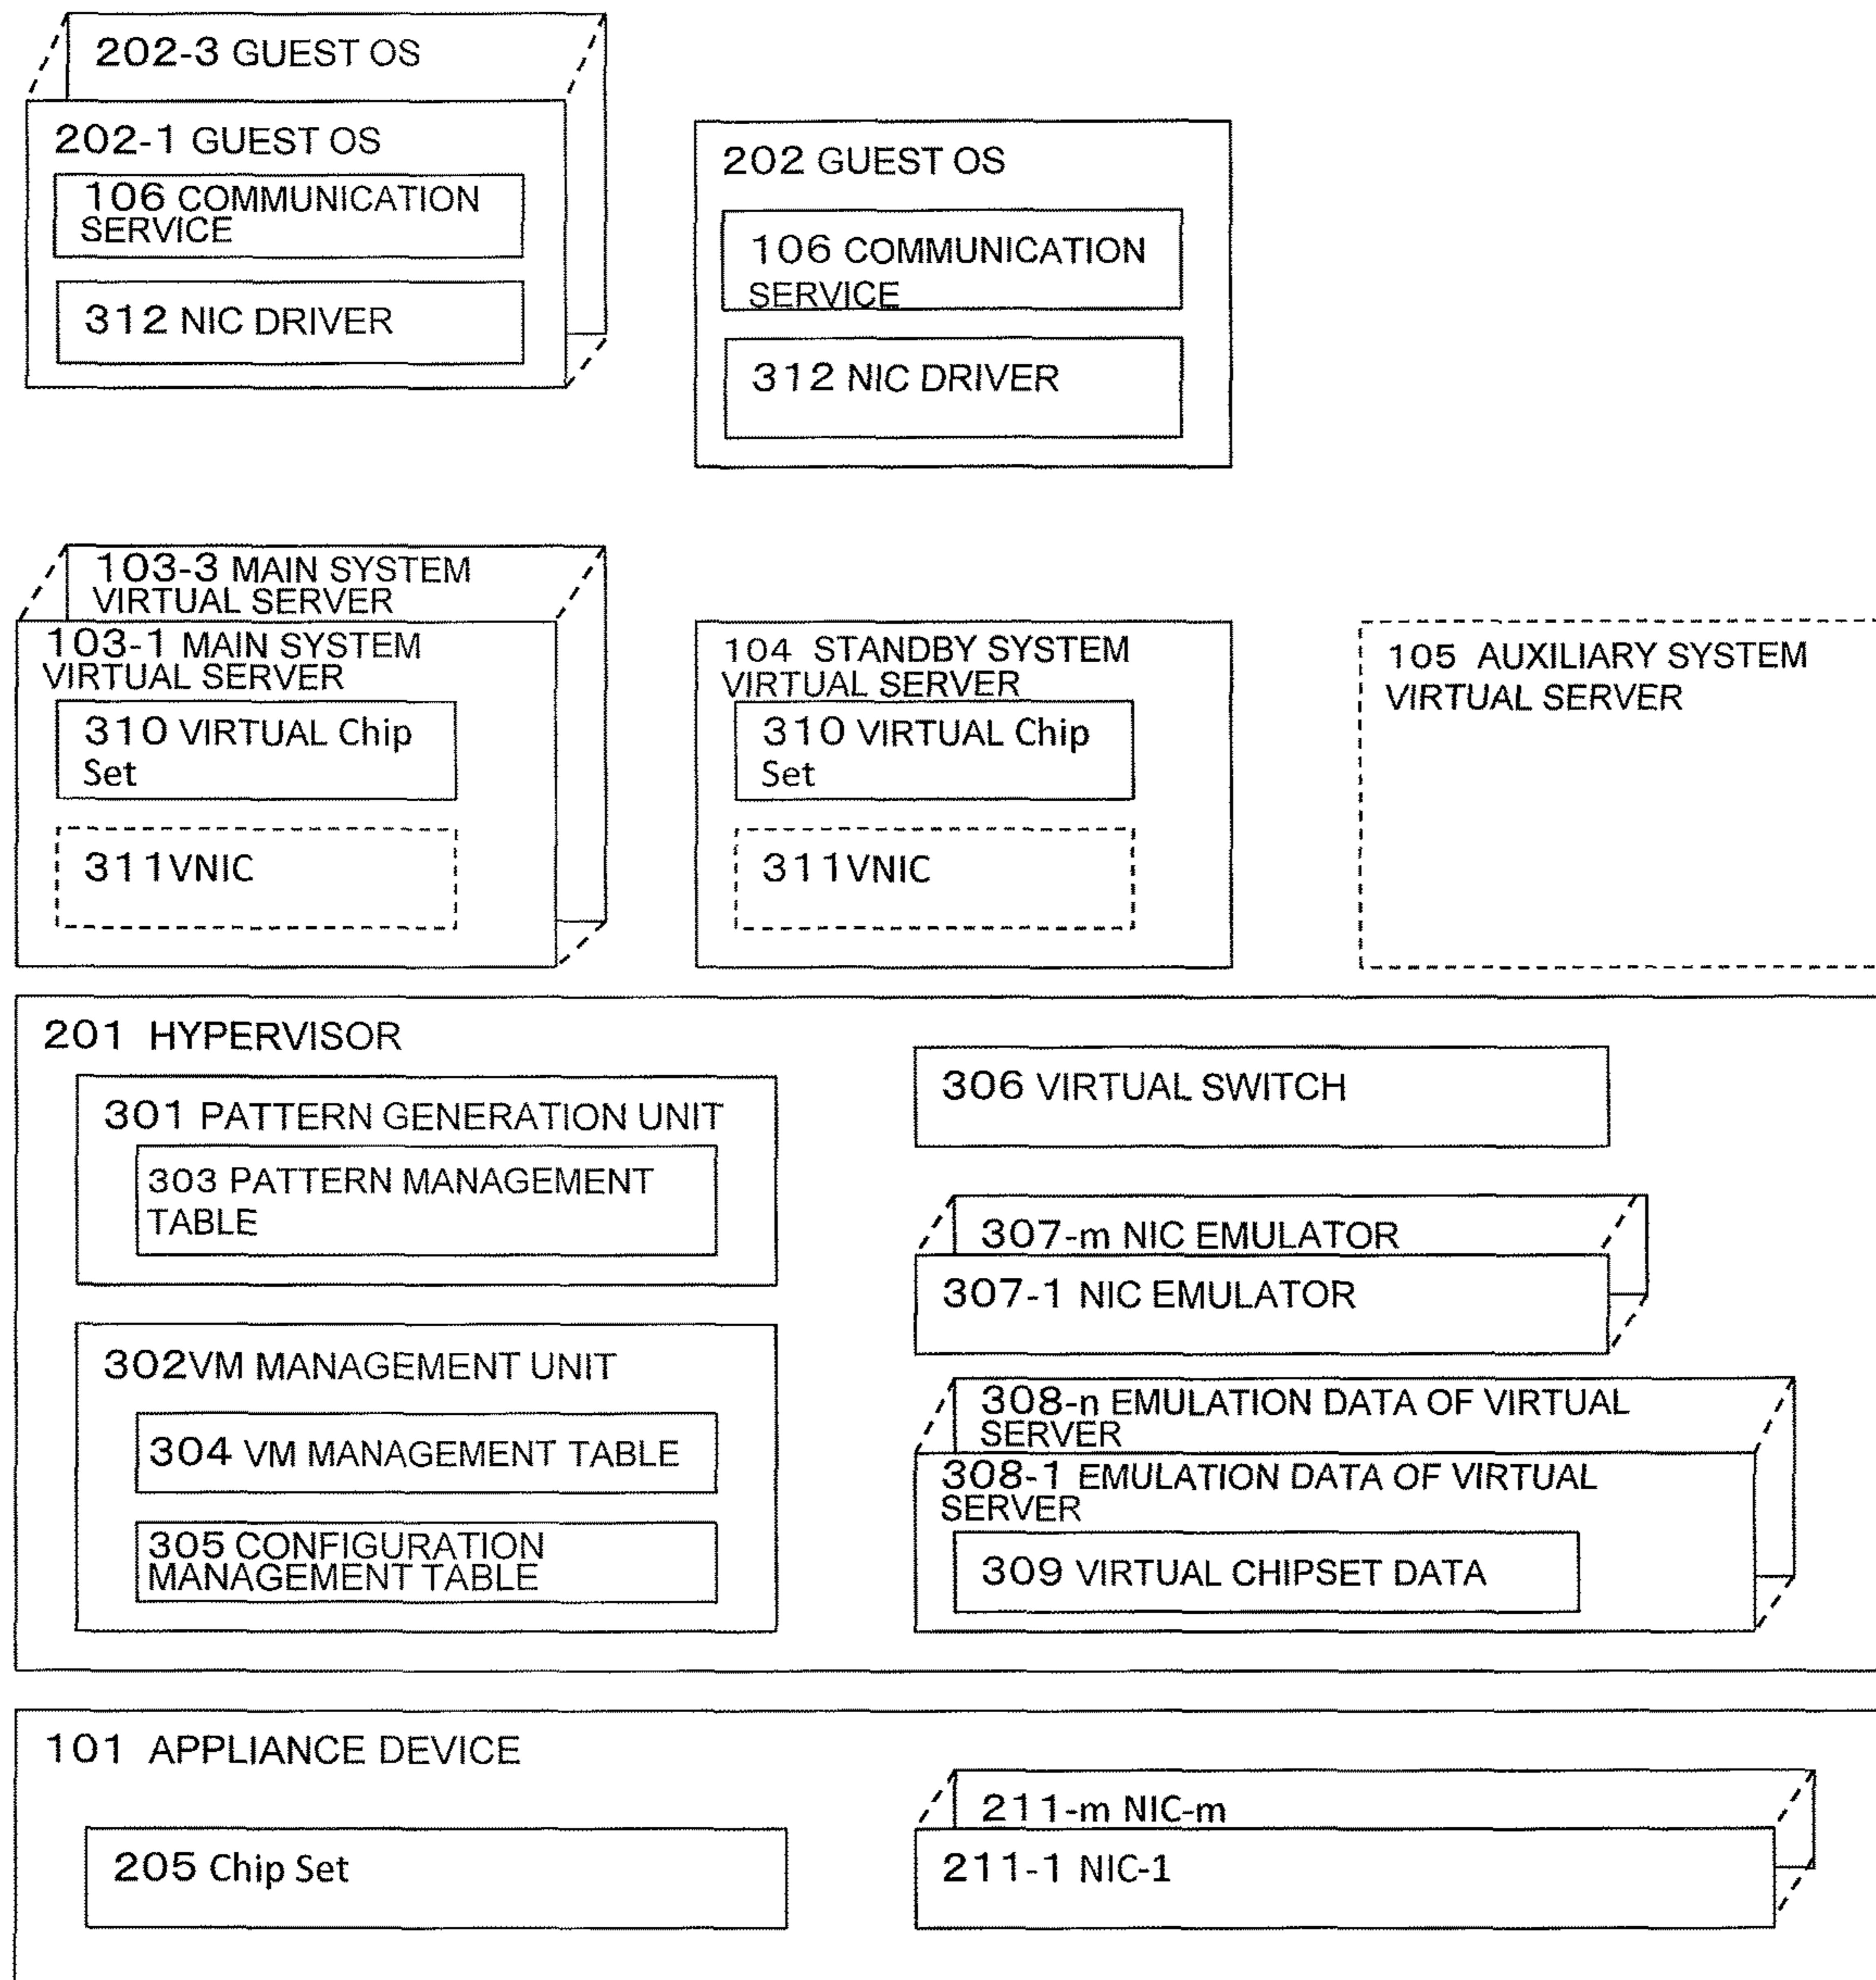 202-3 GUEST OS
202-1 GUEST OS
106 COMMUNICATION
SERVICE
312 NIC DRIVER
202 GUEST OS
106 COMMUNICATION
SERVICE
312 NIC DRIVER
103-3 MAIN SYSTEM
VIRTUAL SERVER
103-1 MAIN SYSTEM
VIRTUAL SERVER
310 VIRTUAL Chip
Set
311VNIC
104 STANDBY SYSTEM
VIRTUAL SERVER
310 VIRTUAL Chip
Set
311VNIC
105 AUXILIARY SYSTEM
VIRTUAL SERVER
201 HYPERVISOR
301 PATTERN GENERATION UNIT
303 PATTERN MANAGEMENT
TABLE
302VM MANAGEMENT UNIT
304 VM MANAGEMENT TABLE
305 CONFIGURATION
MANAGEMENT TABLE
306 VIRTUAL SWITCH
307-m NIC EMULATOR
307-1 NIC EMULATOR
308-n EMULATION DATA OF VIRTUAL
SERVER
308-1 EMULATION DATA OF VIRTUAL
SERVER
309 VIRTUAL CHIPSET DATA
101 APPLIANCE DEVICE
205 Chip Set
211-m NIC-m
211-1 NIC-1